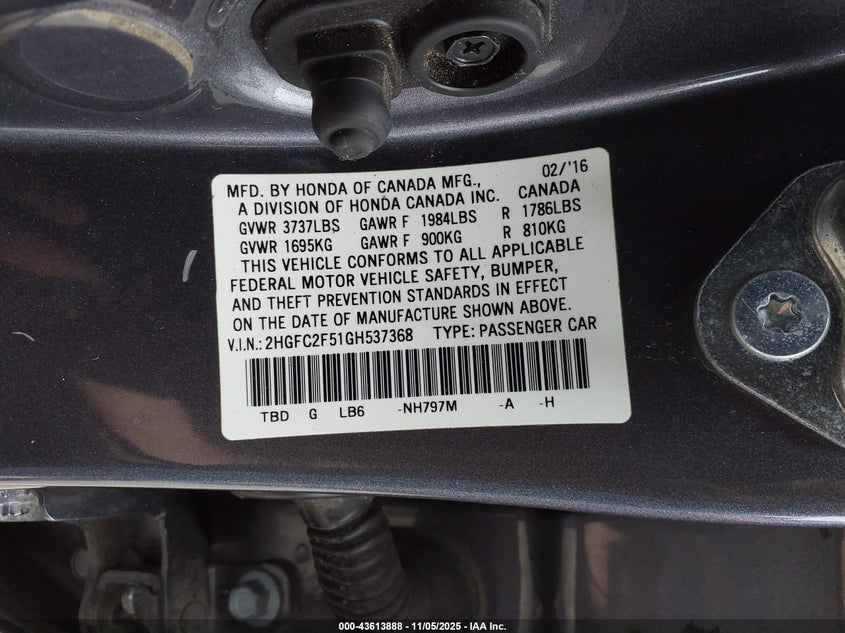 MFD. BY HONDA OF CANADA MFG., 02/'16
A DIVISION OF HONDA CANADA INC. CANADA
GVWR 3737LBS GAWR F 1984LBS R 1786LBS
GVWR 1695KG GAWR F 900KG R 810KG
THIS VEHICLE CONFORMS TO ALL APPLICABLE
FEDERAL MOTOR VEHICLE SAFETY, BUMPER,
AND THEFT PREVENTION STANDARDS IN EFFECT
ON THE DATE OF MANUFACTURE SHOWN ABOVE.
V.I.N.: 2HGFC2F51GH537368 TYPE: PASSENGER CAR
TBD G LB6 -NH797M -A -H
000-43613888 - 11/05/2025 - IAA Inc.